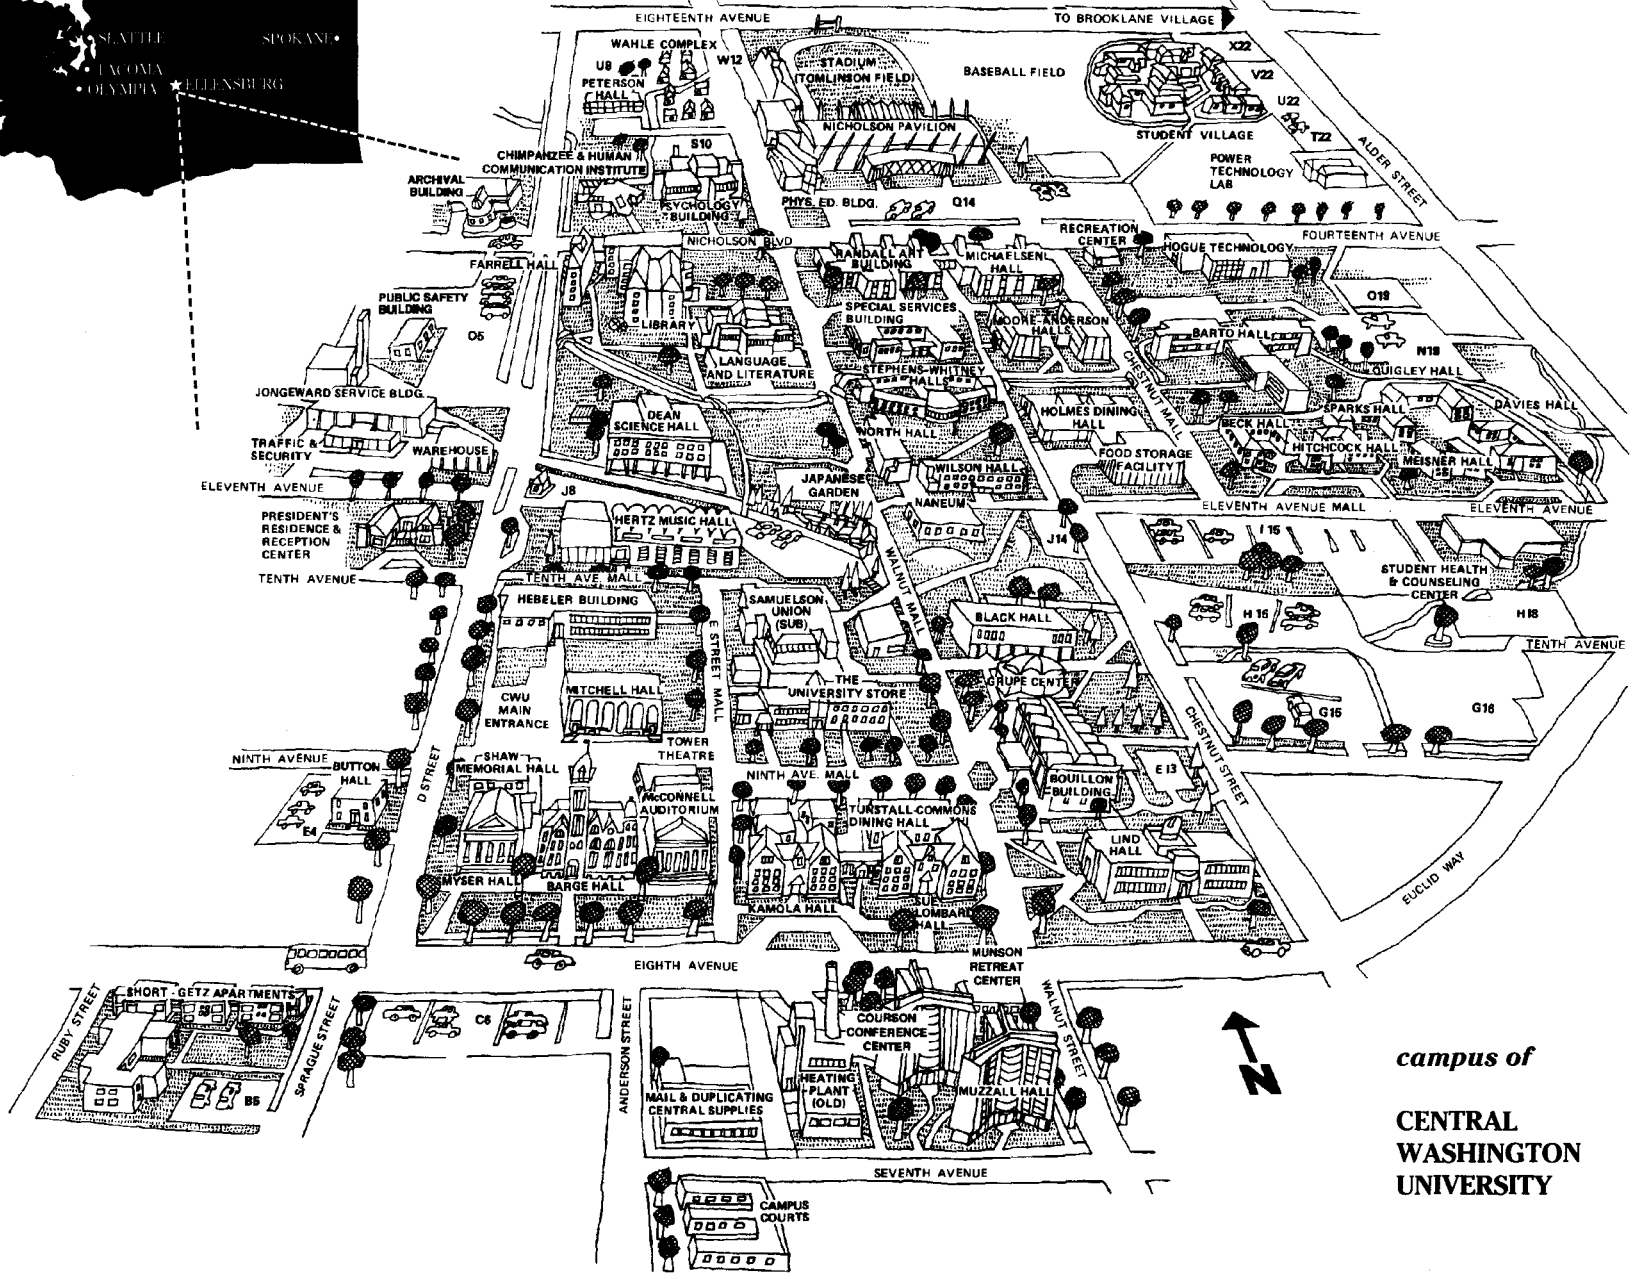 SEATTLE
SPOKANE
TACOMA
OLYMPIA
ELLENSBURG
EIGHTEENTH AVENUE
TO BROOKLANE VILLAGE
WAHLE COMPLEX
U8
W12
PETERSON
HALL
STADIUM
(TOMLINSON FIELD)
BASEBALL FIELD
X22
V22
U22
T22
STUDENT VILLAGE
NICHOLSON PAVILION
ALDER STREET
CHIMPANZEE & HUMAN
COMMUNICATION INSTITUTE
S10
POWER
TECHNOLOGY
LAB
ARCHIVAL
BUILDING
PSYCHOLOGY
BUILDING
PHYS. ED. BLDG.
Q14
NICHOLSON BLVD
RECREATION
CENTER
FOURTEENTH AVENUE
HOGUE TECHNOLOGY
FARRELL HALL
RANDALL ART
BUILDING
MICHAELSEN
HALL
PUBLIC SAFETY
BUILDING
O5
LIBRARY
SPECIAL SERVICES
BUILDING
MOORE-ANDERSON
HALLS
O19
BARTO HALL
N19
LANGUAGE
AND LITERATURE
STEPHENS-WHITNEY
HALLS
CHESTNUT MALL
QUIGLEY HALL
JONGEWARD SERVICE BLDG.
DEAN
SCIENCE HALL
HOLMES DINING
HALL
SPARKS HALL
DAVIES HALL
NORTH HALL
BECK HALL
HITCHCOCK HALL
MEISNER HALL
TRAFFIC &
SECURITY
WAREHOUSE
FOOD STORAGE
FACILITY
WILSON HALL
JAPANESE
GARDEN
NANEUM
ELEVENTH AVENUE
J8
ELEVENTH AVENUE MALL
ELEVENTH AVENUE
PRESIDENT'S
RESIDENCE &
RECEPTION
CENTER
HERTZ MUSIC HALL
J14
I 15
WALNUT MALL
STUDENT HEALTH
& COUNSELING
CENTER
TENTH AVENUE
TENTH AVE. MALL
HEBELER BUILDING
SAMUELSON
UNION
(SUB)
BLACK HALL
H 16
H18
TENTH AVENUE
E STREET MALL
GRUPE CENTER
CWU
MAIN
ENTRANCE
MITCHELL HALL
THE
UNIVERSITY STORE
G15
G16
CHESTNUT STREET
NINTH AVENUE
BUTTON
HALL
D STREET
SHAW
MEMORIAL HALL
TOWER
THEATRE
NINTH AVE. MALL
E 13
BOUILLON
BUILDING
E4
McCONNELL
AUDITORIUM
TUNSTALL-COMMONS
DINING HALL
LIND
HALL
SMYSER HALL
BARGE HALL
KAMOLA HALL
SUE
LOMBARD
HALL
EUCLID WAY
EIGHTH AVENUE
MUNSON
RETREAT
CENTER
RUBY STREET
SHORT - GETZ APARTMENTS
SPRAGUE STREET
C6
B5
ANDERSON STREET
COURSON
CONFERENCE
CENTER
WALNUT STREET
HEATING
PLANT
(OLD)
MUZZALL HALL
MAIL & DUPLICATING
CENTRAL SUPPLIES
SEVENTH AVENUE
CAMPUS
COURTS
N
campus of
CENTRAL
WASHINGTON
UNIVERSITY